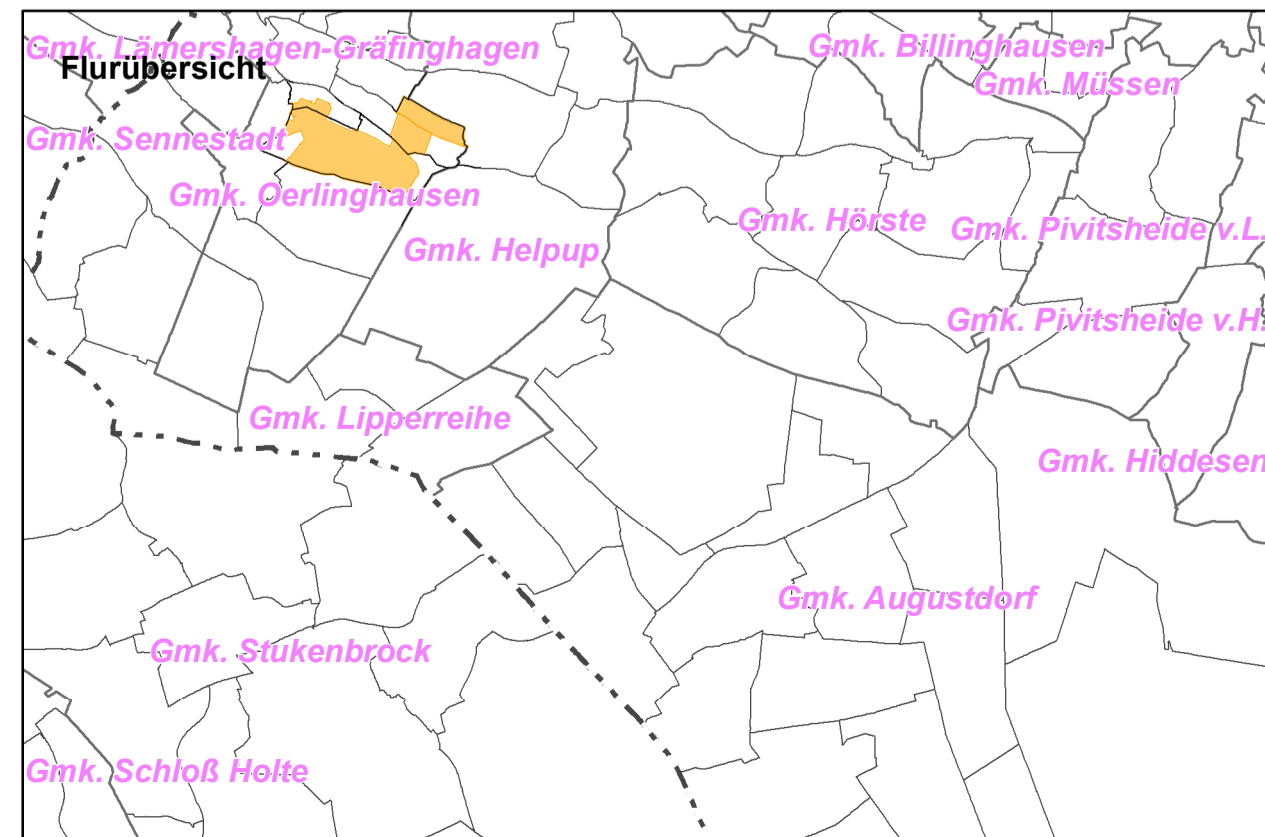 Gmk. Lämershagen-Gräfinghagen
Gmk. Billinghausen
Flurübersicht
Gmk. Müssen
Gmk. Sennestadt
Gmk. Oerlinghausen
Gmk. Hörste
Gmk. Pivitsheide v.L.
Gmk. Helpup
Gmk. Pivitsheide v.H.
Gmk. Lipperreihe
Gmk. Hiddesen
Gmk. Augustdorf
Gmk. Stukenbrock
Gmk. Schloß Holte